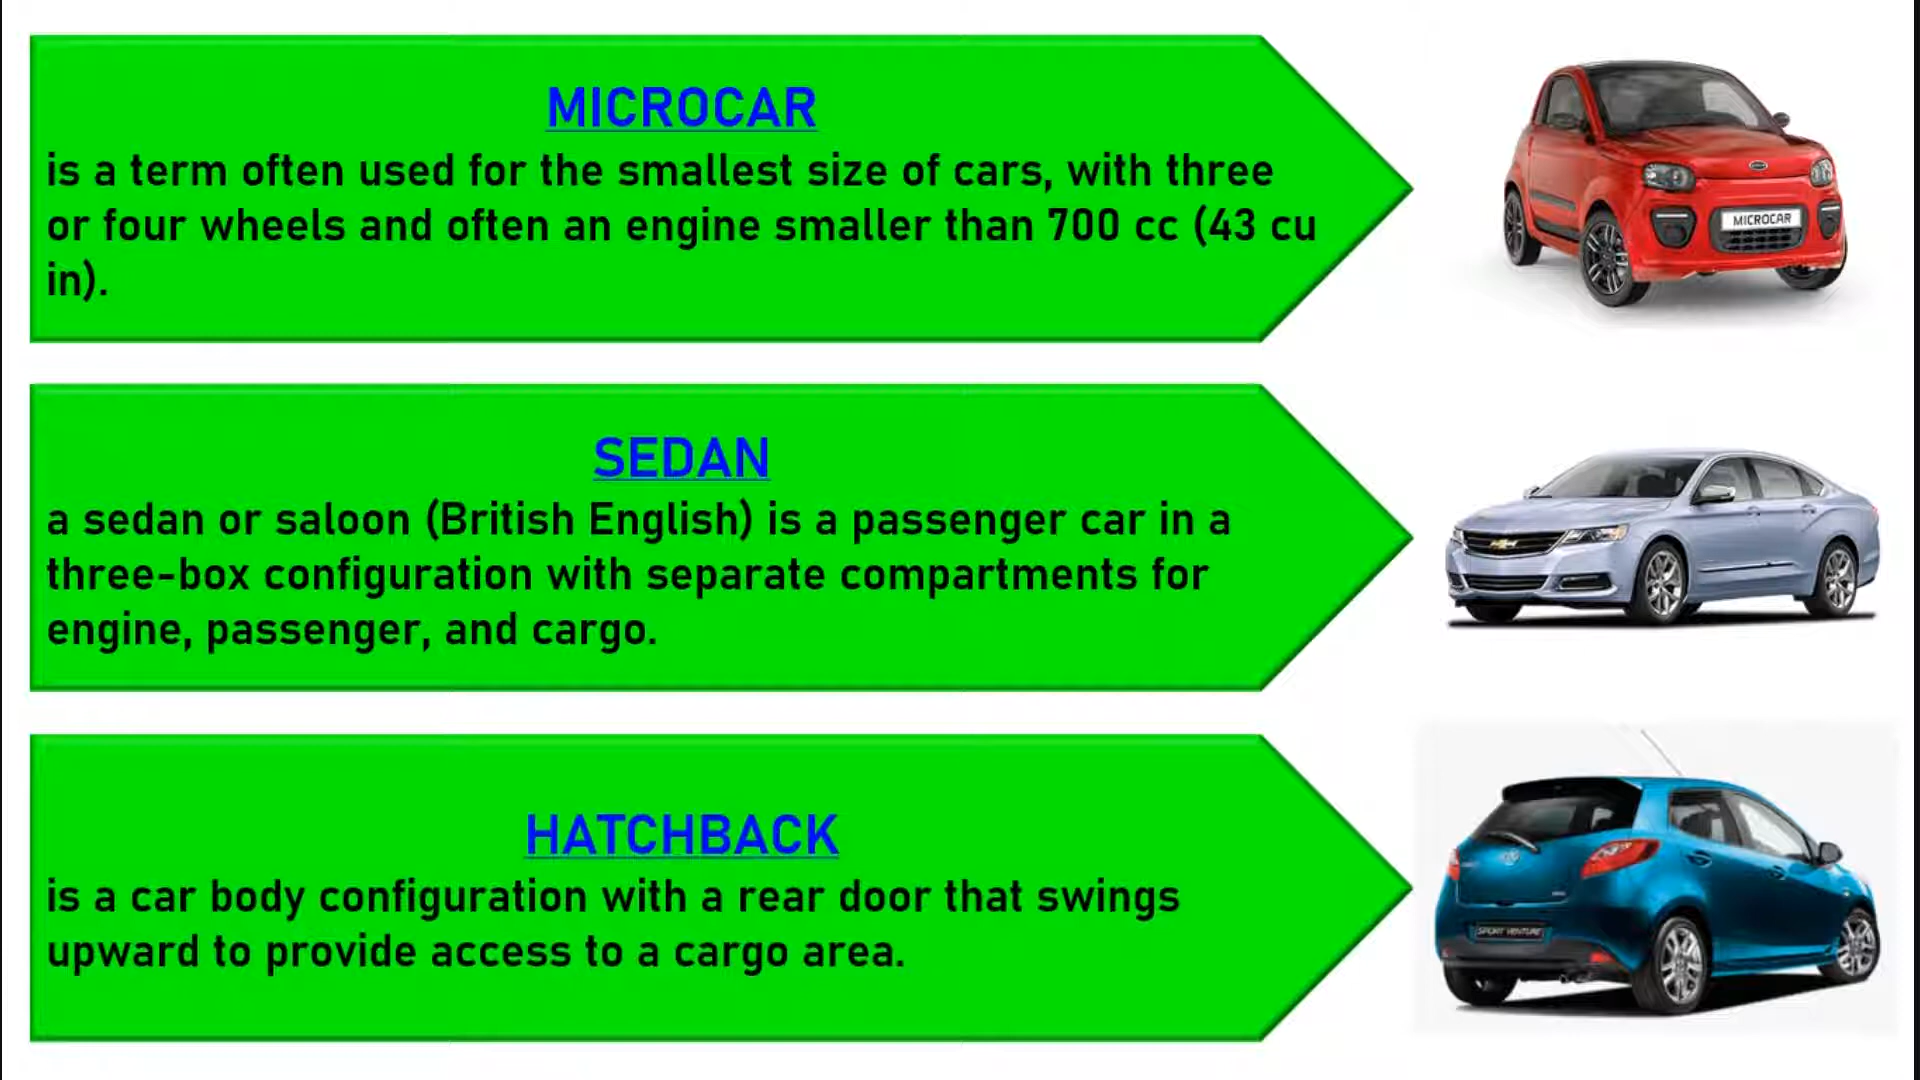 MICROCAR
is a term often used for the smallest size of cars, with three
or four wheels and often an engine smaller than 700 cc (43 cu
in).
MICROCAR
SEDAN
a sedan or saloon (British English) is a passenger car in a
three-box configuration with separate compartments for
engine, passenger, and cargo.
HATCHBACK
is a car body configuration with a rear door that swings
upward to provide access to a cargo area.
SPORT VENTURE